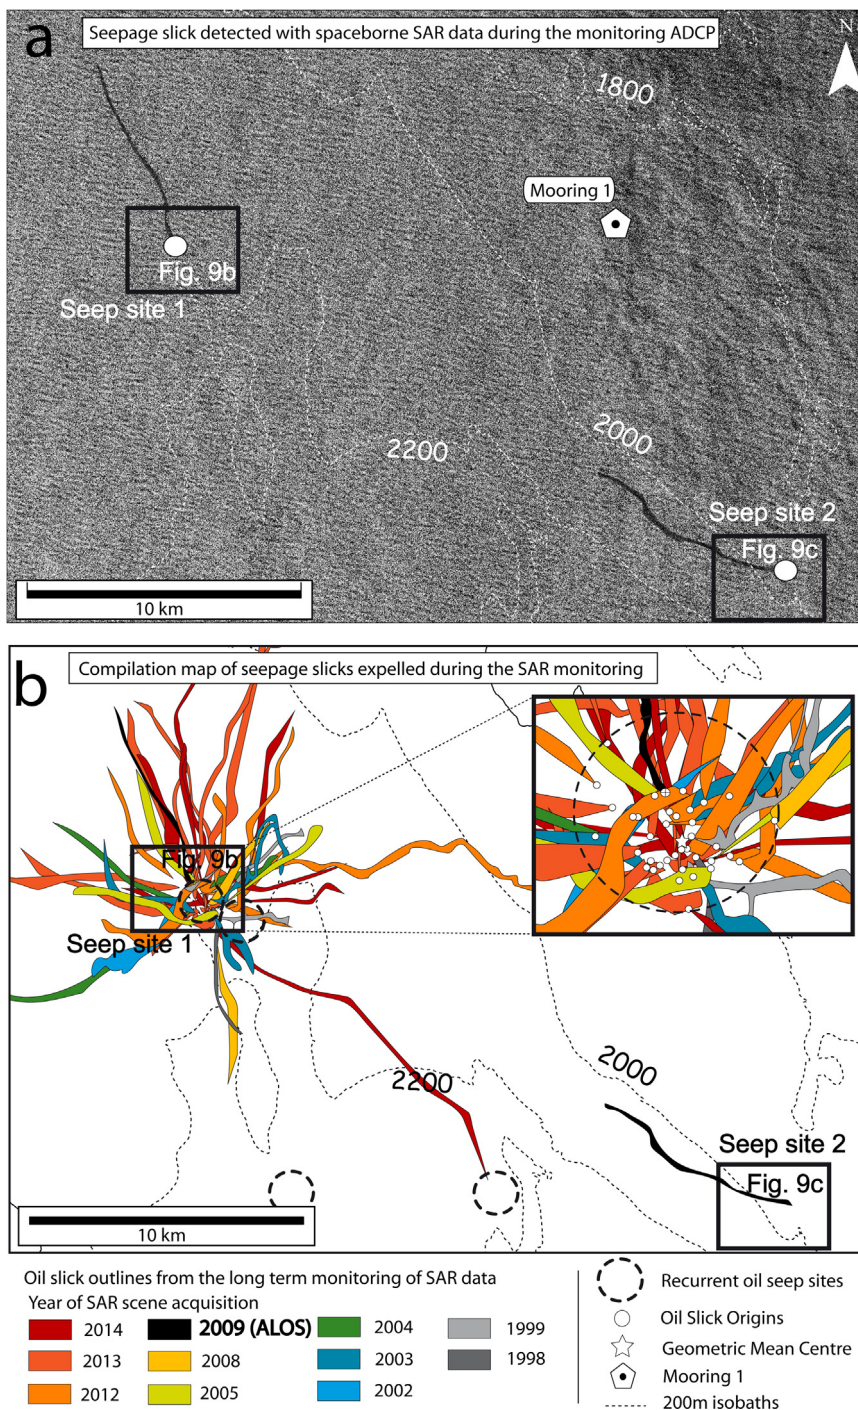 a
Seepage slick detected with spaceborne SAR data during the monitoring ADCP
N
1800
Mooring 1
Fig. 9b
Seep site 1
2000
2200
Seep site 2
Fig. 9c
10 km
b
Compilation map of seepage slicks expelled during the SAR monitoring
Fig. 9b
Seep site 1
2000
2200
Seep site 2
Fig. 9c
10 km
Oil slick outlines from the long term monitoring of SAR data
Year of SAR scene acquisition
2014
2009 (ALOS)
2004
1999
2013
2008
2003
1998
2012
2005
2002
Recurrent oil seep sites
Oil Slick Origins
Geometric Mean Centre
Mooring 1
200m isobaths